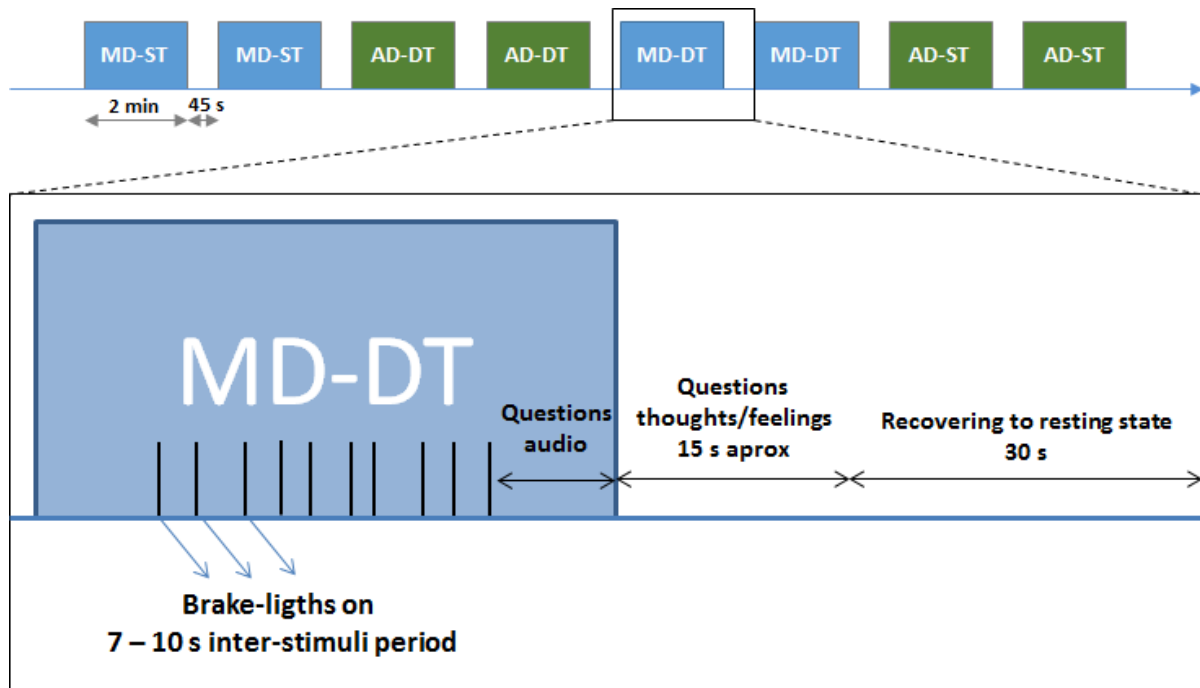 MD-ST MD-ST AD-DT AD-DT MD-DT MD-DT AD-ST AD-ST
2 min 45 s
MD-DT
Questions
audio
Questions
thoughts/feelings
15 s aprox
Recovering to resting state
30 s
Brake-ligths on
7 – 10 s inter-stimuli period